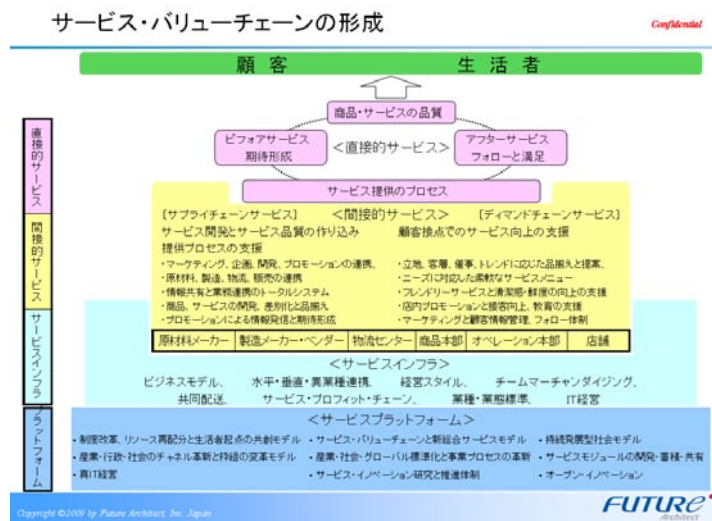 サービス・バリューチェーンの形成
Confidential
顧 客 生 活 者
商品・サービスの品質
ビフォアサービス
期待形成
<直接的サービス>
アフターサービス
フォローと満足
サービス提供のプロセス
直接的サービス
間接的サービス
サービスインフラ
プラットフォーム
[サプライチェーンサービス] <間接的サービス> [ディマンドチェーンサービス]
サービス開発とサービス品質の作り込み
提供プロセスの支援
・マーケティング、企画、開発、プロモーションの連携、
・原材料、製造、物流、販売の連携
・情報共有と業務連携のトータルシステム
・商品、サービスの開発、差別化と品揃え
・プロモーションによる情報発信と期待形成
顧客接点でのサービス向上の支援
・立地、客層、催事、トレンドに応じた品揃えと提案、
・ニーズに対応した柔軟なサービスメニュー
・フレンドリーサービスと清潔感・鮮度の向上の支援
・店内プロモーションと接客向上、教育の支援
・マーケティングと顧客情報管理、フォロー体制
原材料メーカー 製造メーカー・ベンダー 物流センター 商品本部 オペレーション本部 店舗
<サービスインフラ>
ビジネスモデル、 水平・垂直・異業種連携、 経営スタイル、 チームマーチャンダイジング、
共同配送、 サービス・プロフィット・チェーン、 業種・業態標準、 IT経営
<サービスプラットフォーム>
・制度改革、リソース再配分と生活者起点の共創モデル
・産業・行政・社会のチャネル革新と枠組の変革モデル
・真IT経営
・サービス・バリューチェーンと新総合サービスモデル
・産業・社会・グローバル標準化と事業プロセスの革新
・サービス・イノベーション研究と推進体制
・持続発展型社会モデル
・サービスモジュールの開発・蓄積・共有
・オープン・イノベーション
Copyright ©2009 by Future Architect, Inc. Japan
FUTURE
Architect